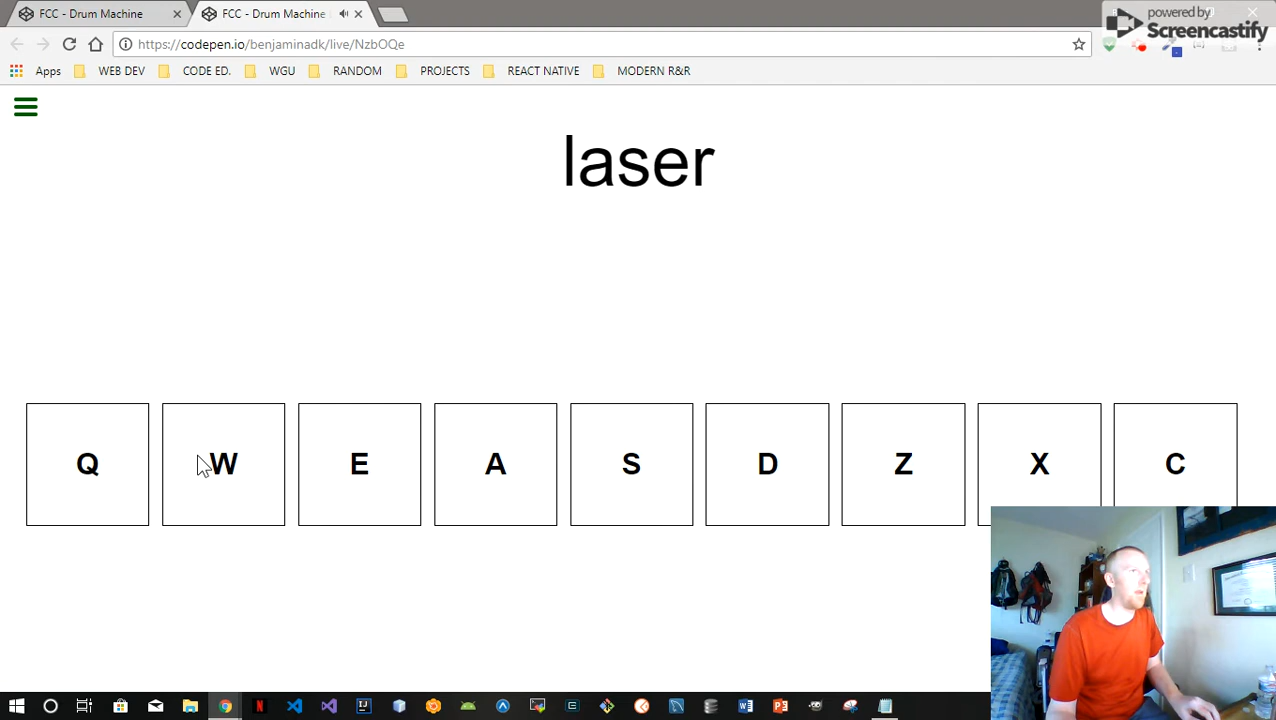 FCC - Drum Machine
FCC - Drum Machine
powered by
Screencastify
https://codepen.io/benjaminadk/live/NzbOQe
Apps
WEB DEV
CODE ED.
WGU
RANDOM
PROJECTS
REACT NATIVE
MODERN R&R
laser
Q
W
E
A
S
D
Z
X
C